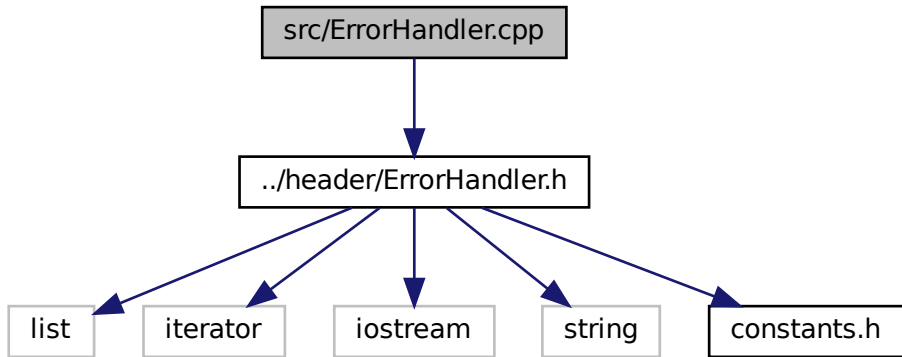 src/ErrorHandler.cpp
../header/ErrorHandler.h
list
iterator
iostream
string
constants.h